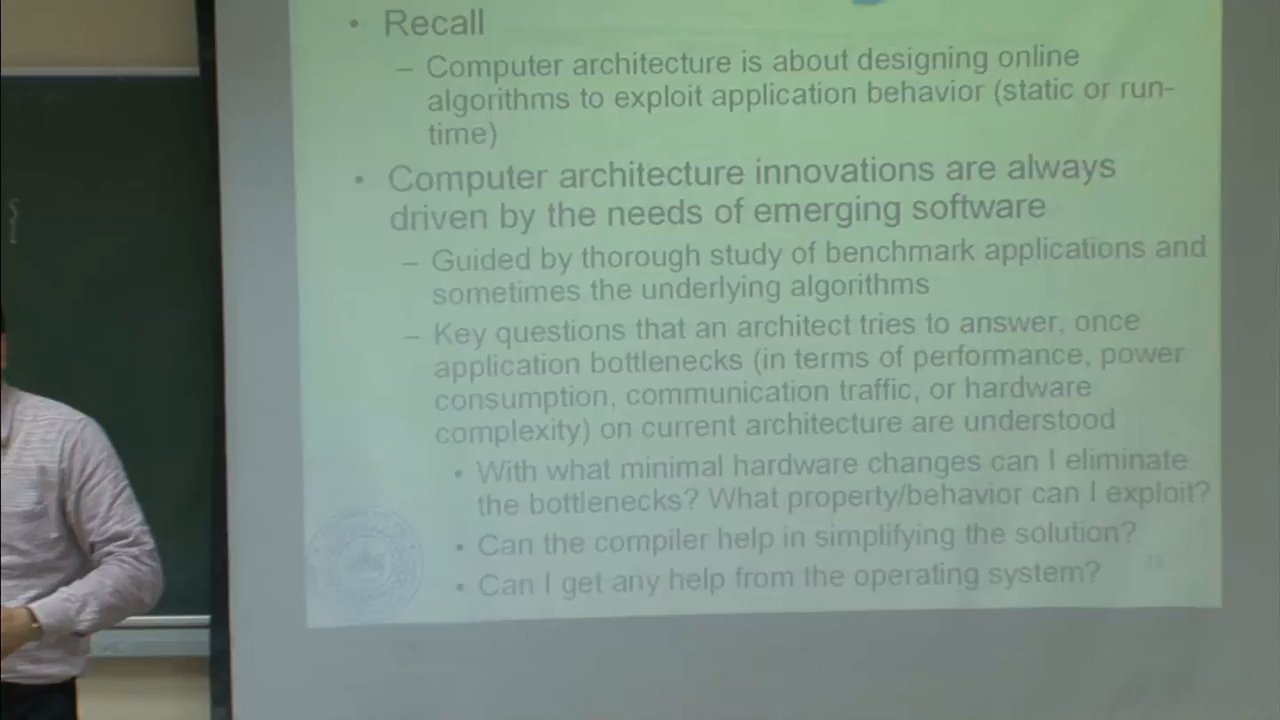 • Recall
– Computer architecture is about designing online
algorithms to exploit application behavior (static or run-
time)
• Computer architecture innovations are always
driven by the needs of emerging software
– Guided by thorough study of benchmark applications and
sometimes the underlying algorithms
– Key questions that an architect tries to answer, once
application bottlenecks (in terms of performance, power
consumption, communication traffic, or hardware
complexity) on current architecture are understood
• With what minimal hardware changes can I eliminate
the bottlenecks? What property/behavior can I exploit?
• Can the compiler help in simplifying the solution?
• Can I get any help from the operating system?